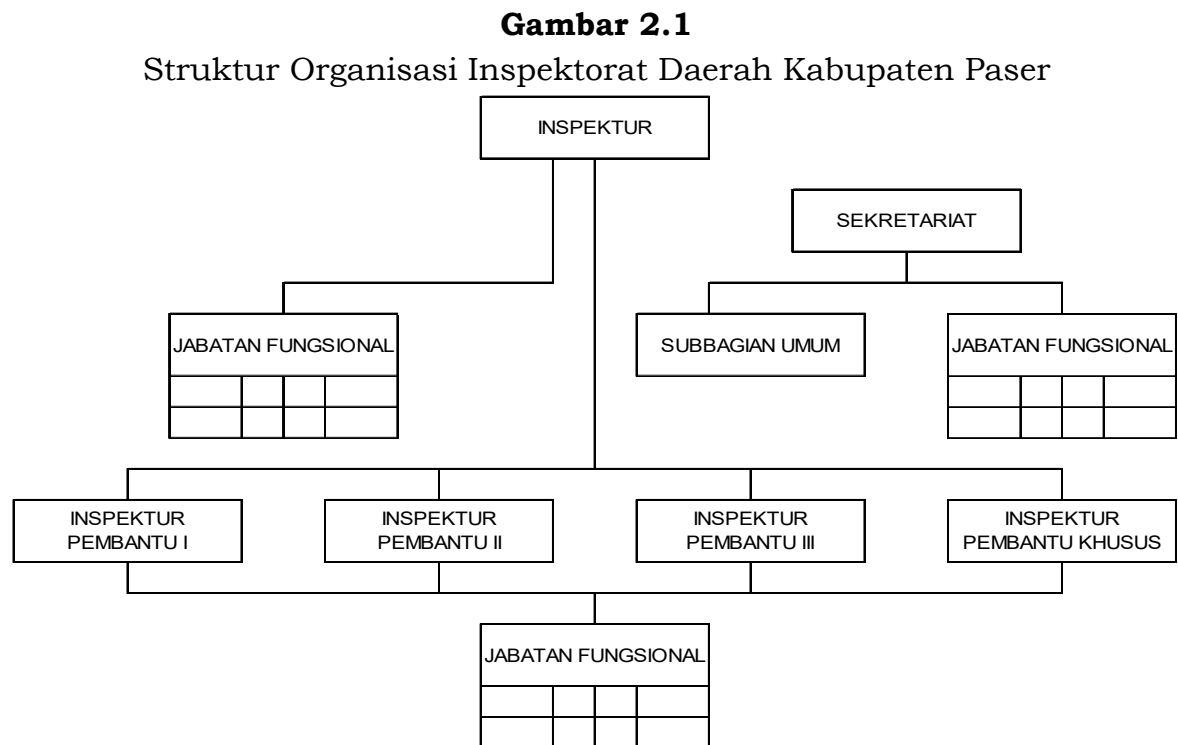 Gambar 2.1
Struktur Organisasi Inspektorat Daerah Kabupaten Paser
INSPEKTUR
SEKRETARIAT
JABATAN FUNGSIONAL
SUBBAGIAN UMUM
JABATAN FUNGSIONAL
INSPEKTUR
PEMBANTU I
INSPEKTUR
PEMBANTU II
INSPEKTUR
PEMBANTU III
INSPEKTUR
PEMBANTU KHUSUS
JABATAN FUNGSIONAL